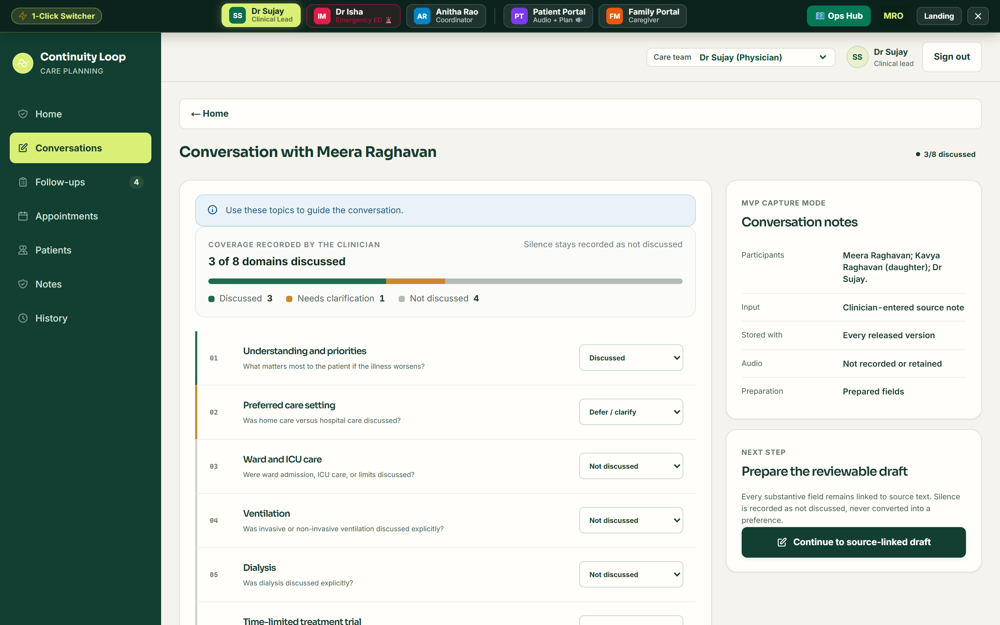 1-Click Switcher
SS
Dr Sujay
Clinical Lead
IM
Dr Isha
Emergency ED
AR
Anitha Rao
Coordinator
PT
Patient Portal
Audio + Plan
FM
Family Portal
Caregiver
Ops Hub
MRO
Landing
Continuity Loop
CARE PLANNING
Home
Conversations
Follow-ups
4
Appointments
Patients
Notes
History
Care team
Dr Sujay (Physician)
SS
Dr Sujay
Clinical lead
Sign out
← Home
Conversation with Meera Raghavan
3/8 discussed
Use these topics to guide the conversation.
COVERAGE RECORDED BY THE CLINICIAN
Silence stays recorded as not discussed
3 of 8 domains discussed
Discussed 3
Needs clarification 1
Not discussed 4
01
Understanding and priorities
What matters most to the patient if the illness worsens?
Discussed
02
Preferred care setting
Was home care versus hospital care discussed?
Defer / clarify
03
Ward and ICU care
Were ward admission, ICU care, or limits discussed?
Not discussed
04
Ventilation
Was invasive or non-invasive ventilation discussed explicitly?
Not discussed
05
Dialysis
Was dialysis discussed explicitly?
Not discussed
Time-limited treatment trial
MVP CAPTURE MODE
Conversation notes
Participants
Meera Raghavan; Kavya
Raghavan (daughter); Dr
Sujay.
Input
Clinician-entered source note
Stored with
Every released version
Audio
Not recorded or retained
Preparation
Prepared fields
NEXT STEP
Prepare the reviewable draft
Every substantive field remains linked to source text. Silence
is recorded as not discussed, never converted into a
preference.
Continue to source-linked draft